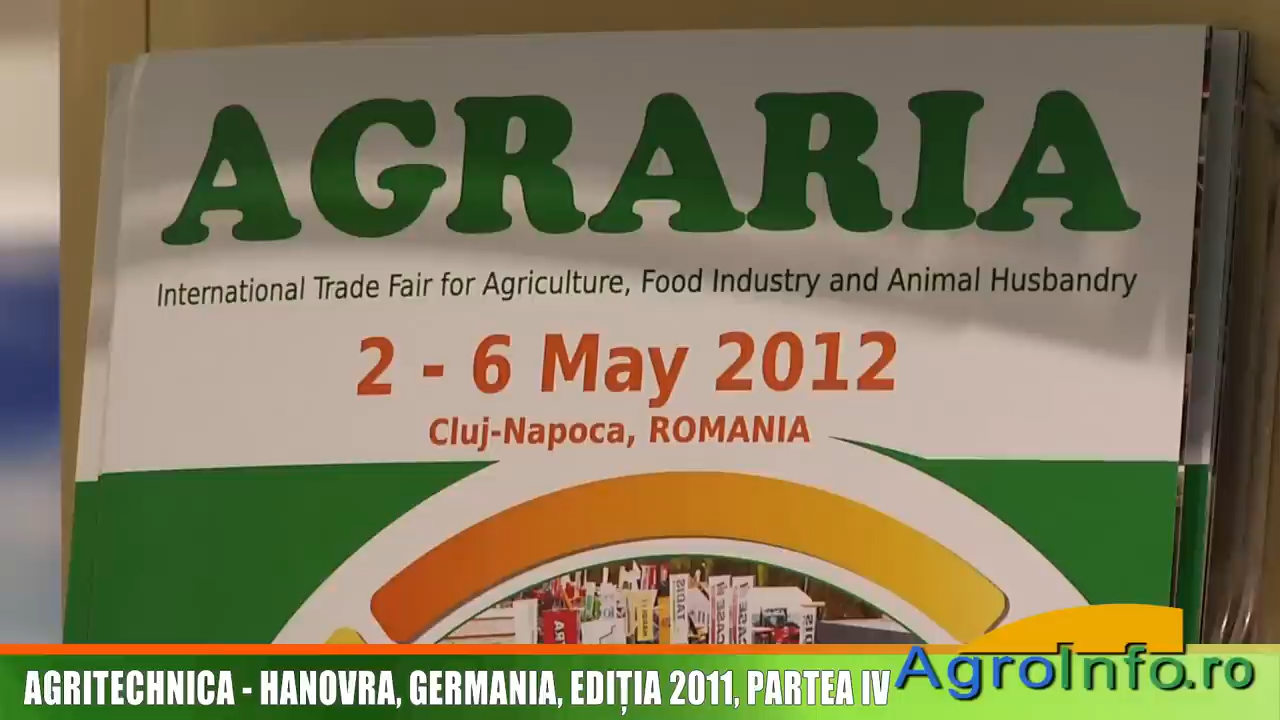 AGRARIA
International Trade Fair for Agriculture, Food Industry and Animal Husbandry
2 - 6 May 2012
Cluj-Napoca, ROMANIA
AGRITECHNICA - HANOVRA, GERMANIA, EDIȚIA 2011, PARTEA IV
AgroInfo.ro